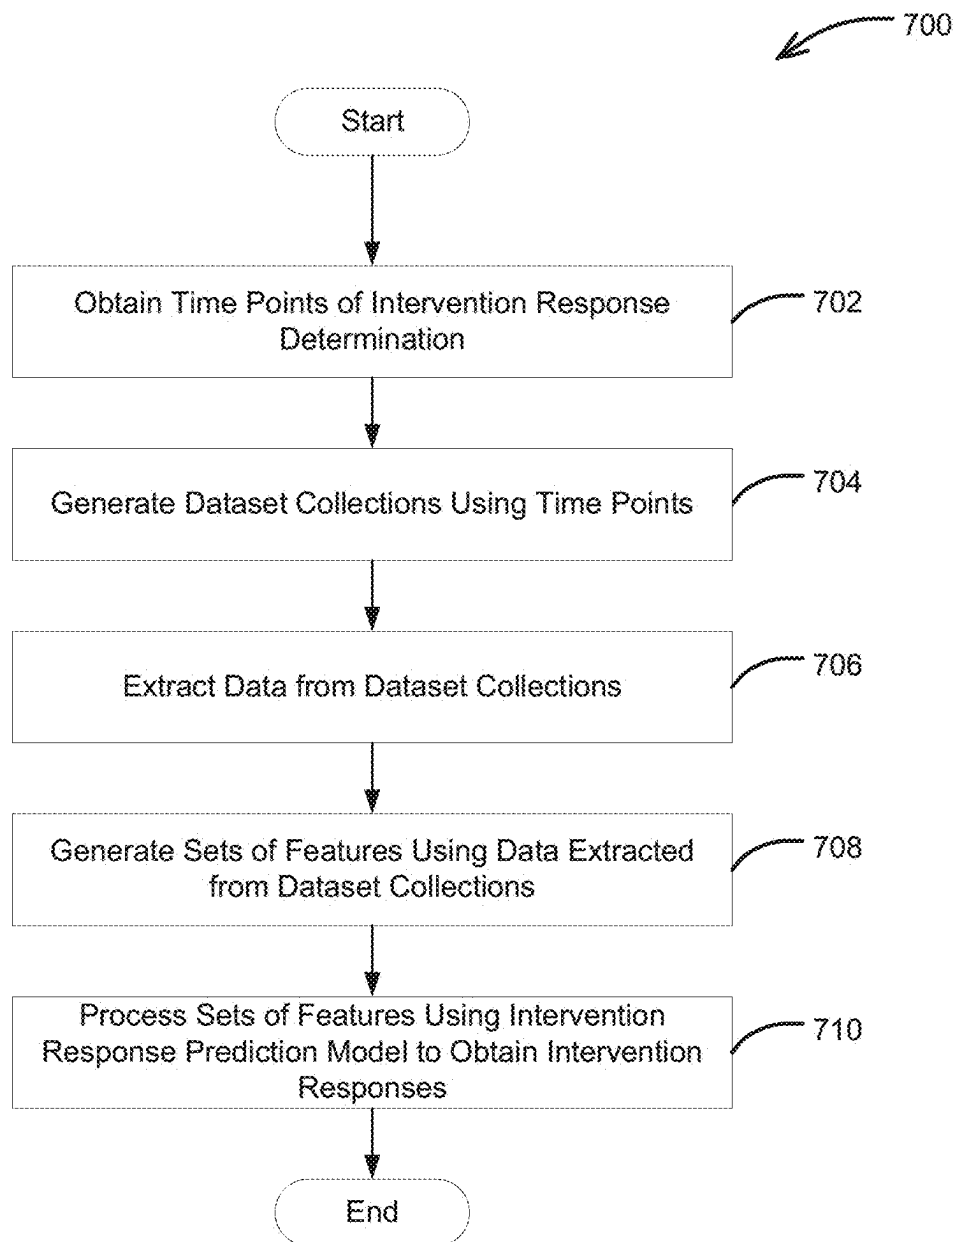 700
Start
Obtain Time Points of Intervention Response
Determination
702
Generate Dataset Collections Using Time Points
704
Extract Data from Dataset Collections
706
Generate Sets of Features Using Data Extracted
from Dataset Collections
708
Process Sets of Features Using Intervention
Response Prediction Model to Obtain Intervention
Responses
710
End